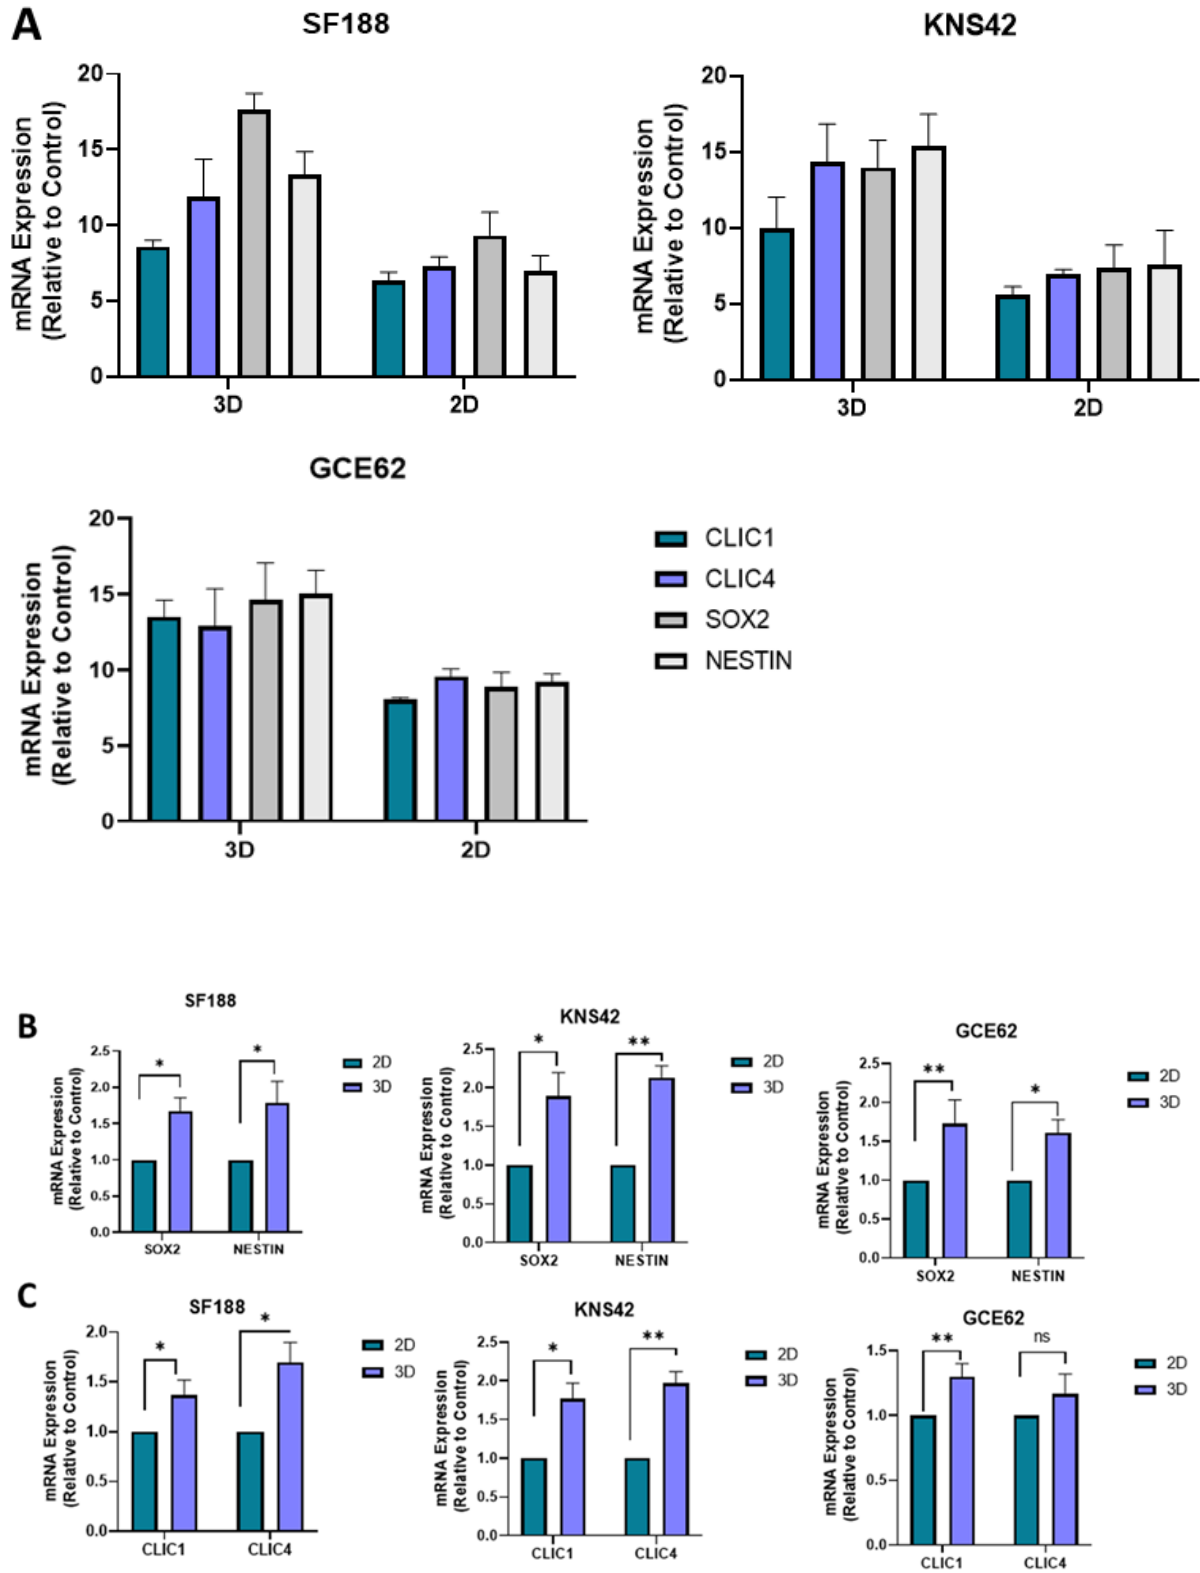 A
SF188
20
15
10
5
0
mRNA Expression
(Relative to Control)
3D
2D
KNS42
20
15
10
5
0
mRNA Expression
(Relative to Control)
3D
2D
GCE62
20
15
10
5
0
mRNA Expression
(Relative to Control)
3D
2D
CLIC1
CLIC4
SOX2
NESTIN
B
SF188
2.5
2.0
1.5
1.0
0.5
0.0
mRNA Expression
(Relative to Control)
*
*
SOX2
NESTIN
2D
3D
KNS42
2.5
2.0
1.5
1.0
0.5
0.0
mRNA Expression
(Relative to Control)
*
**
SOX2
NESTIN
2D
3D
GCE62
2.5
2.0
1.5
1.0
0.5
0.0
mRNA Expression
(Relative to Control)
**
*
SOX2
NESTIN
2D
3D
C
SF188
2.0
1.5
1.0
0.5
0.0
mRNA Expression
(Relative to Control)
*
*
CLIC1
CLIC4
2D
3D
KNS42
2.5
2.0
1.5
1.0
0.5
0.0
mRNA Expression
(Relative to Control)
*
**
CLIC1
CLIC4
2D
3D
GCE62
1.5
1.0
0.5
0.0
mRNA Expression
(Relative to Control)
**
ns
CLIC1
CLIC4
2D
3D